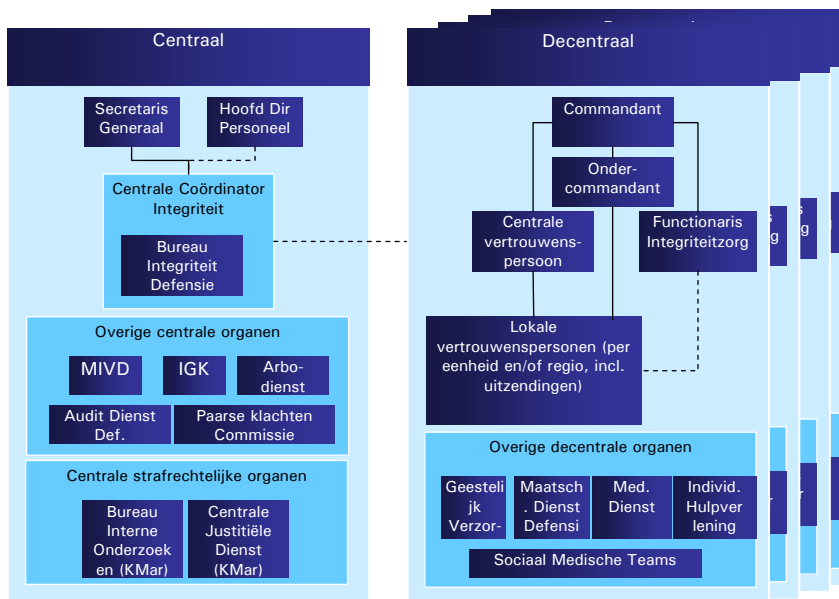 Centraal
Secretaris
Generaal
Hoofd Dir
Personeel
Centrale Coördinator
Integriteit
Bureau
Integriteit
Defensie
Overige centrale organen
MIVD
IGK
Arbo-
dienst
Audit Dienst
Def.
Paarse klachten
Commissie
Centrale strafrechtelijke organen
Bureau
Interne
Onderzoek
en (KMar)
Centrale
Justitiële
Dienst
(KMar)
Decentraal
Commandant
Onder-
commandant
Centrale
vertrouwens-
persoon
Functionaris
Integriteitzorg
Lokale
vertrouwenspersonen (per
eenheid en/of regio, incl.
uitzendingen)
Overige decentrale organen
Geesteli
jk
Verzor-
Maatsch
. Dienst
Defensi
Med.
Dienst
Individ.
Hulpver
lening
Sociaal Medische Teams